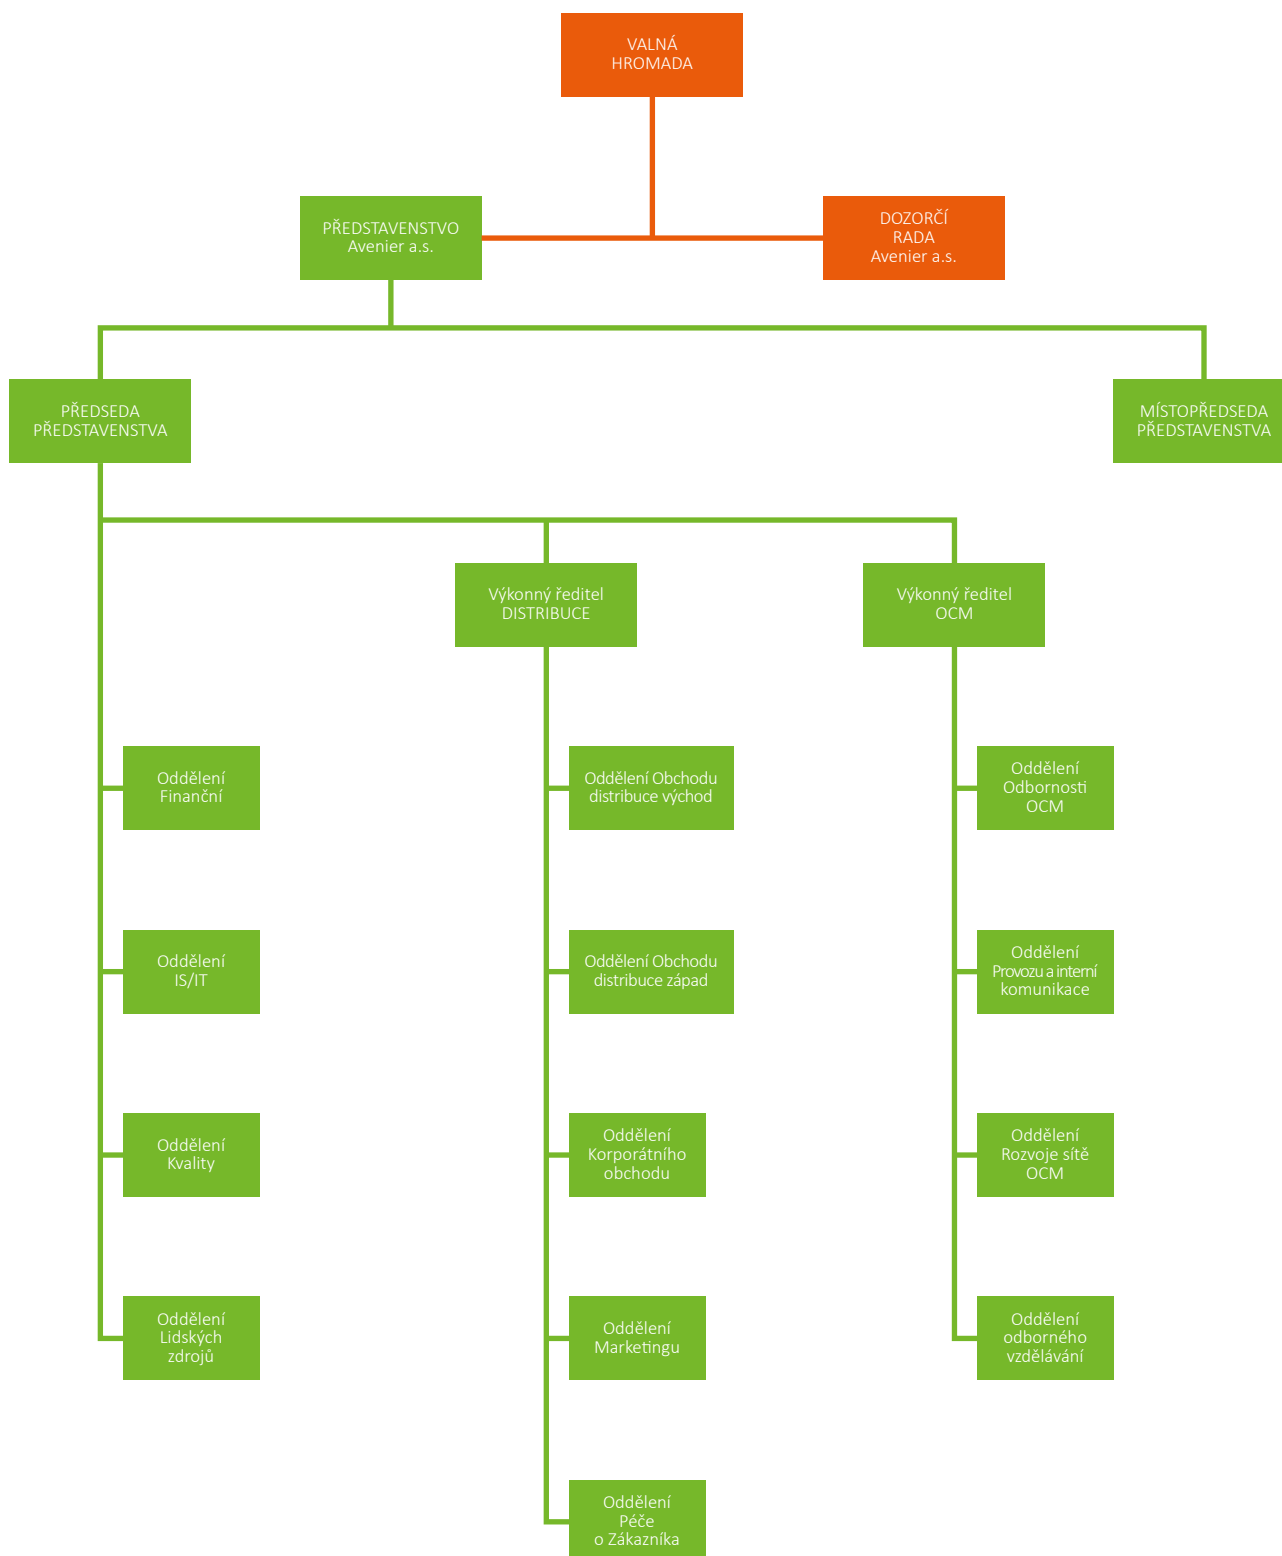 VALNÁ
HROMADA
PŘEDSTAVENSTVO
Avenier a.s.
DOZORČÍ
RADA
Avenier a.s.
PŘEDSEDA
PŘEDSTAVENSTVA
MÍSTOPŘEDSEDA
PŘEDSTAVENSTVA
Výkonný ředitel
DISTRIBUCE
Výkonný ředitel
OCM
Oddělení
Finanční
Oddělení Obchodu
distribuce východ
Oddělení
Odbornosti
OCM
Oddělení
IS/IT
Oddělení Obchodu
distribuce západ
Oddělení
Provozu a interní
komunikace
Oddělení
Kvality
Oddělení
Korporátního
obchodu
Oddělení
Rozvoje sítě
OCM
Oddělení
Lidských
zdrojů
Oddělení
Marketingu
Oddělení
odborného
vzdělávání
Oddělení
Péče
o Zákazníka